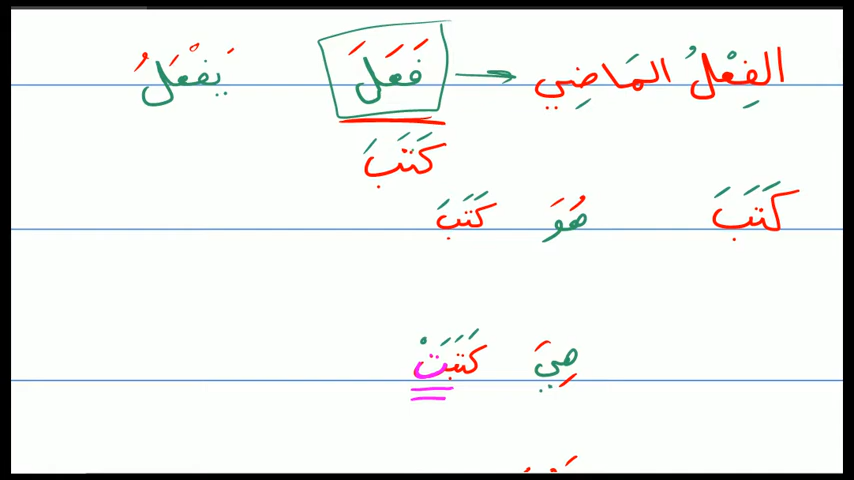 الفِعْلُ المَاضِي فَعَلَ يَفْعَلُ
كَتَبَ
كَتَبَ هُوَ كَتَبَ
هِيَ كَتَبَتْ